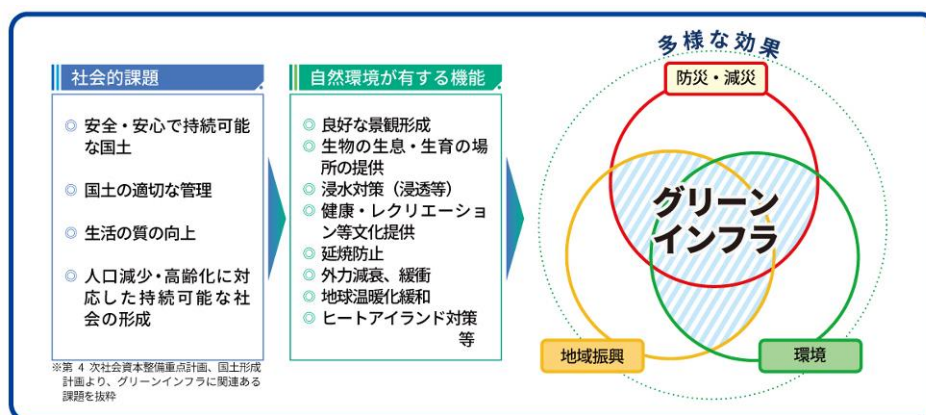 社会的課題
◎ 安全・安心で持続可能
な国土
◎ 国土の適切な管理
◎ 生活の質の向上
◎ 人口減少・高齢化に対
応した持続可能な社
会の形成
※第 4 次社会資本整備重点計画、国土形成
計画より、グリーンインフラに関連ある
課題を抜粋
自然環境が有する機能
◎ 良好な景観形成
◎ 生物の生息・生育の場
所の提供
◎ 浸水対策（浸透等）
◎ 健康・レクリエーショ
ン等文化提供
◎ 延焼防止
◎ 外力減衰、緩衝
◎ 地球温暖化緩和
◎ ヒートアイランド対策
等
多様な効果
防災・減災
グリーン
インフラ
地域振興
環境